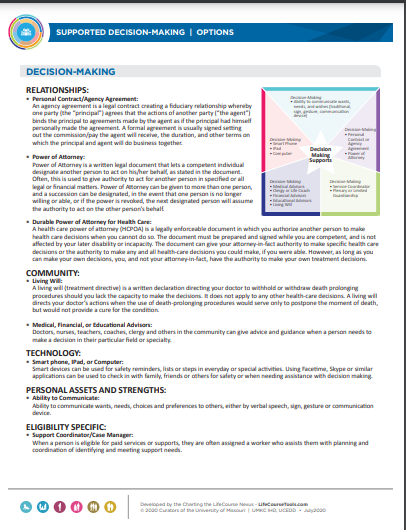 SUPPORTED DECISION-MAKING | OPTIONS
DECISION-MAKING
RELATIONSHIPS:
• Personal Contract/Agency Agreement:
An agency agreement is a legal contract creating a fiduciary relationship whereby
one party (the "principal") agrees that the actions of another party ("the agent")
binds the principal to agreements made by the agent as if the principal had himself
personally made the agreement. A formal agreement is usually signed setting
out the commission/pay the agent will receive, the duration, and other terms on
which the principal and agent will do business together.
• Power of Attorney:
Power of Attorney is a written legal document that lets a competent individual
designate another person to act on his/her behalf, as stated in the document.
Often, this is used to give authority to act for another person in specified or all
legal or financial matters. Power of Attorney can be given to more than one person,
and a succession can be designated, in the event that one person is no longer
willing or able, or if the power is revoked, the next designated person will assume
the authority to act on the other person's behalf.
Decision-Making
• Ability to communicate wants,
needs, and wishes (traditional,
sign, gesture, communication
device)
Decision-Making
• Smart Phone
• iPad
• Computer
Decision-Making
• Personal
Contract or
Agency
Agreement
• Power of
Attorney
Decision
Making
Supports
Decision-Making
• Medical Advisors
• Clergy or Life Coach
• Financial Advisors
• Educational Advisors
• Living Will
Decision-Making
• Service Coordinator
• Privacy or Limited
Guardianship
• Durable Power of Attorney for Health Care:
A health care power of attorney (HCPOA) is a legally enforceable document in which you authorize another person to make
health care decisions when you cannot do so. The document must be prepared and signed while you are competent, and is not
affected by your later disability or incapacity. The document can give your attorney-in-fact authority to make specific health care
decisions or the authority to make any and all health care decisions you could make, if you were able. However, as long as you
can make your own decisions, you, and not your attorney-in-fact, have the authority to make your own treatment decisions.
COMMUNITY:
• Living Will:
A living will (treatment directive) is a written declaration directing your doctor to withhold or withdraw death prolonging
procedures should you lack the capacity to make the decisions. It does not apply to any other health-care decisions. A living will
directs your doctor's actions when the use of death-prolonging procedures would serve only to postpone the moment of death,
but would not provide a cure for the condition.
• Medical, Financial, or Educational Advisors:
Doctors, nurses, teachers, coaches, clergy and others in the community can give advice and guidance when a person needs to
make a decision in their particular field or specialty.
TECHNOLOGY:
• Smart phone, IPad, or Computer:
Smart devices can be used for safety reminders, lists or steps in everyday or special activities. Using Facetime, Skype or similar
applications can be used to check in with family, friends or others for safety or when needing assistance with decision making.
PERSONAL ASSETS AND STRENGTHS:
• Ability to Communicate:
Ability to communicate wants, needs, choices and preferences to others, either by verbal speech, sign, gesture or communication
device.
ELIGIBILITY SPECIFIC:
• Support Coordinator/Case Manager:
When a person is eligible for paid services or supports, they are often assigned a worker who assists them with planning and
coordination of identifying and meeting support needs.
Developed by the Charting the LifeCourse Nexus - LifeCourseTools.com
© 2020 Curators of the University of Missouri | UMKC IHD, UCEDD • July2020